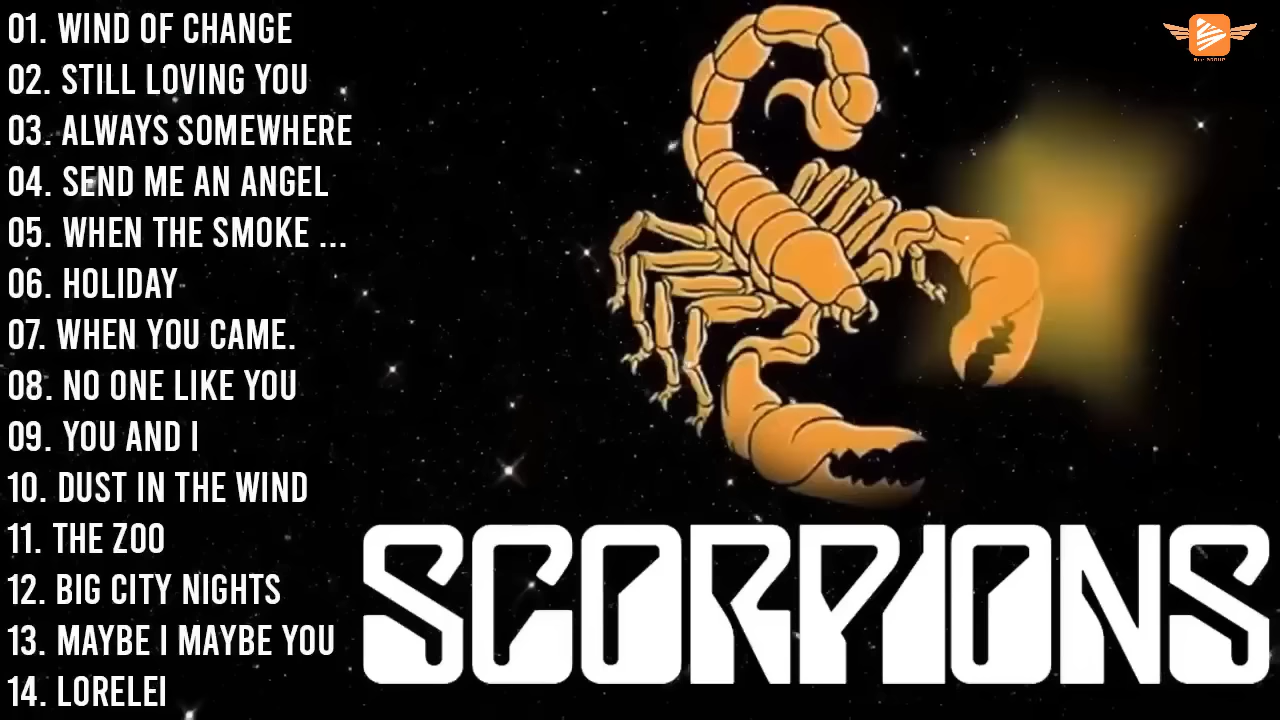 01. WIND OF CHANGE
02. STILL LOVING YOU
03. ALWAYS SOMEWHERE
04. SEND ME AN ANGEL
05. WHEN THE SMOKE ...
06. HOLIDAY
07. WHEN YOU CAME.
08. NO ONE LIKE YOU
09. YOU AND I
10. DUST IN THE WIND
11. THE ZOO
12. BIG CITY NIGHTS
13. MAYBE I MAYBE YOU
14. LORELEI
SCORPIONS